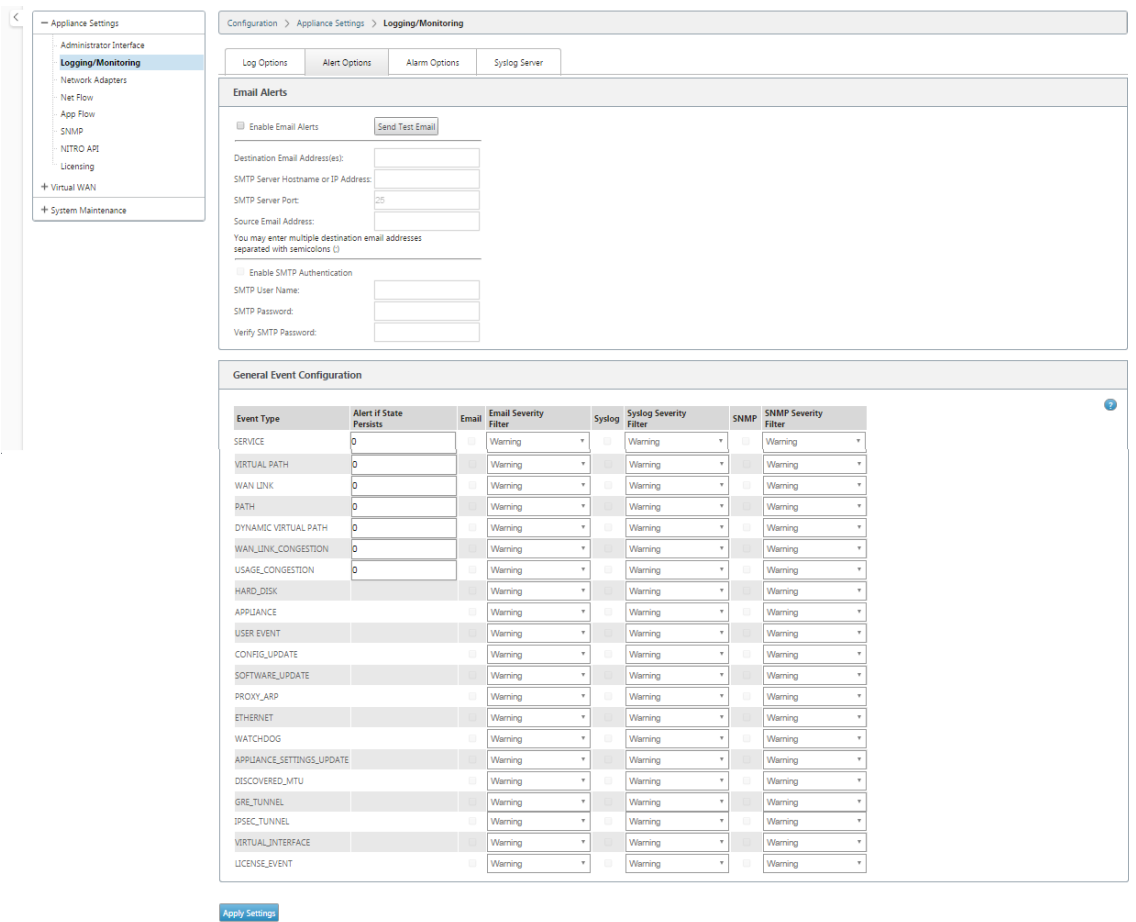 − Appliance Settings
Administrator Interface
Logging/Monitoring
Network Adapters
Net Flow
App Flow
SNMP
NITRO API
Licensing
+ Virtual WAN
+ System Maintenance
Configuration > Appliance Settings > Logging/Monitoring
Log Options Alert Options Alarm Options Syslog Server
Email Alerts
Enable Email Alerts Send Test Email
Destination Email Address(es):
SMTP Server Hostname or IP Address:
SMTP Server Port: 25
Source Email Address:
You may enter multiple destination email addresses
separated with semicolons (;)
Enable SMTP Authentication
SMTP User Name:
SMTP Password:
Verify SMTP Password:
General Event Configuration
?
Event Type Alert if State Persists Email Email Severity Filter Syslog Syslog Severity Filter SNMP SNMP Severity Filter
SERVICE 0 Warning Warning Warning
VIRTUAL PATH 0 Warning Warning Warning
WAN LINK 0 Warning Warning Warning
PATH 0 Warning Warning Warning
DYNAMIC VIRTUAL PATH 0 Warning Warning Warning
WAN_LINK_CONGESTION 0 Warning Warning Warning
USAGE_CONGESTION 0 Warning Warning Warning
HARD_DISK Warning Warning Warning
APPLIANCE Warning Warning Warning
USER EVENT Warning Warning Warning
CONFIG_UPDATE Warning Warning Warning
SOFTWARE_UPDATE Warning Warning Warning
PROXY_ARP Warning Warning Warning
ETHERNET Warning Warning Warning
WATCHDOG Warning Warning Warning
APPLIANCE_SETTINGS_UPDATE Warning Warning Warning
DISCOVERED_MTU Warning Warning Warning
GRE_TUNNEL Warning Warning Warning
IPSEC_TUNNEL Warning Warning Warning
VIRTUAL_INTERFACE Warning Warning Warning
LICENSE_EVENT Warning Warning Warning
Apply Settings